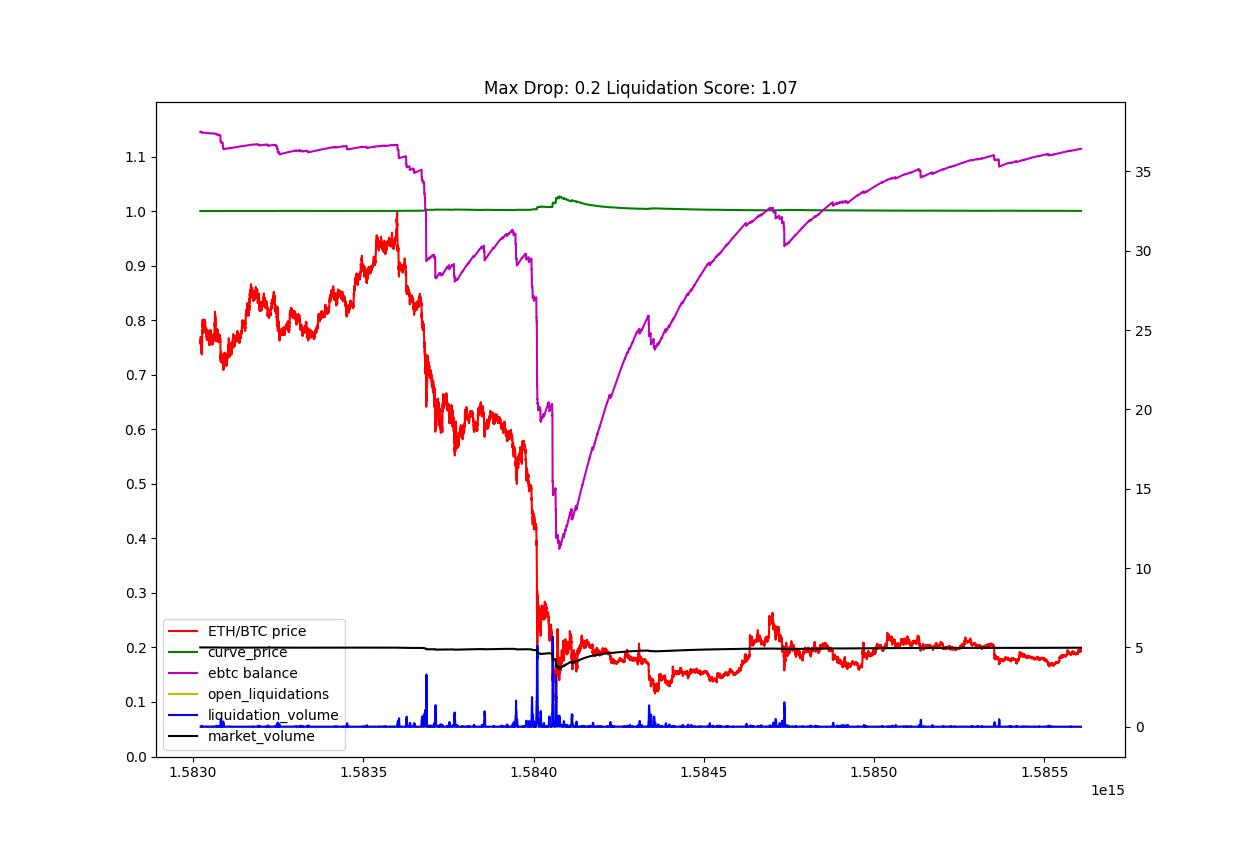 Max Drop: 0.2 Liquidation Score: 1.07
1.1
1.0
0.9
0.8
0.7
0.6
0.5
0.4
0.3
0.2
0.1
0.0
35
30
25
20
15
10
5
0
ETH/BTC price
curve_price
ebtc balance
open_liquidations
liquidation_volume
market_volume
1.5830 1.5835 1.5840 1.5845 1.5850 1.5855
1e15